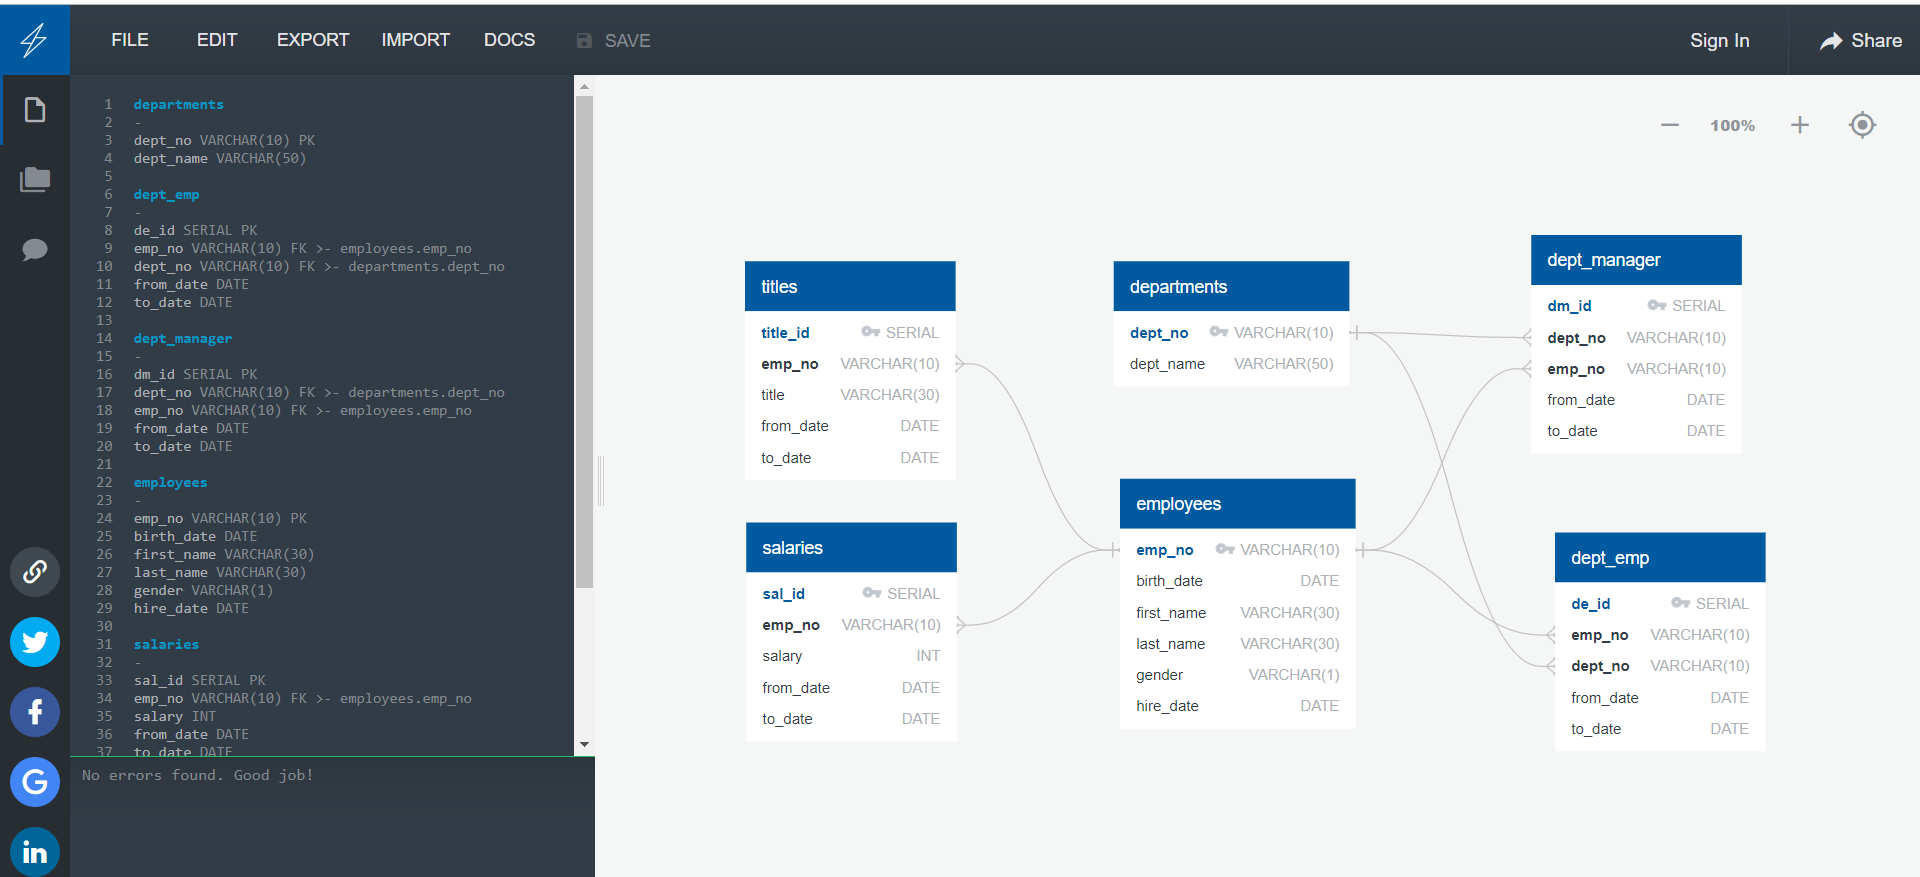 FILE EDIT EXPORT IMPORT DOCS SAVE Sign In Share
1 departments
2 -
3 dept_no VARCHAR(10) PK
4 dept_name VARCHAR(50)
5
6 dept_emp
7 -
8 de_id SERIAL PK
9 emp_no VARCHAR(10) FK >- employees.emp_no
10 dept_no VARCHAR(10) FK >- departments.dept_no
11 from_date DATE
12 to_date DATE
13
14 dept_manager
15 -
16 dm_id SERIAL PK
17 dept_no VARCHAR(10) FK >- departments.dept_no
18 emp_no VARCHAR(10) FK >- employees.emp_no
19 from_date DATE
20 to_date DATE
21
22 employees
23 -
24 emp_no VARCHAR(10) PK
25 birth_date DATE
26 first_name VARCHAR(30)
27 last_name VARCHAR(30)
28 gender VARCHAR(1)
29 hire_date DATE
30
31 salaries
32 -
33 sal_id SERIAL PK
34 emp_no VARCHAR(10) FK >- employees.emp_no
35 salary INT
36 from_date DATE
37 to_date DATE
No errors found. Good job!
100%
titles
title_id SERIAL
emp_no VARCHAR(10)
title VARCHAR(30)
from_date DATE
to_date DATE
salaries
sal_id SERIAL
emp_no VARCHAR(10)
salary INT
from_date DATE
to_date DATE
departments
dept_no VARCHAR(10)
dept_name VARCHAR(50)
employees
emp_no VARCHAR(10)
birth_date DATE
first_name VARCHAR(30)
last_name VARCHAR(30)
gender VARCHAR(1)
hire_date DATE
dept_manager
dm_id SERIAL
dept_no VARCHAR(10)
emp_no VARCHAR(10)
from_date DATE
to_date DATE
dept_emp
de_id SERIAL
emp_no VARCHAR(10)
dept_no VARCHAR(10)
from_date DATE
to_date DATE
f
G
in